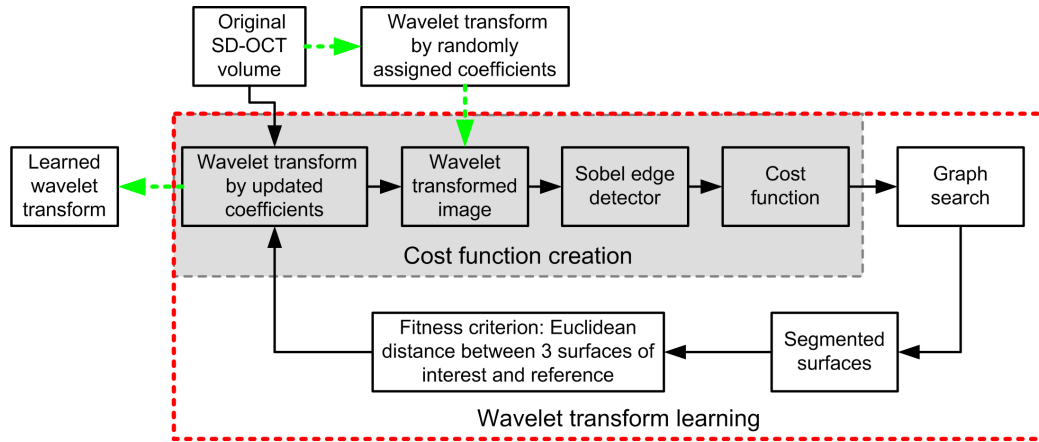 Original
SD-OCT
volume
Wavelet transform
by randomly
assigned coefficients
Learned
wavelet
transform
Wavelet transform
by updated
coefficients
Wavelet
transformed
image
Sobel edge
detector
Cost
function
Graph
search
Cost function creation
Fitness criterion: Euclidean
distance between 3 surfaces of
interest and reference
Segmented
surfaces
Wavelet transform learning